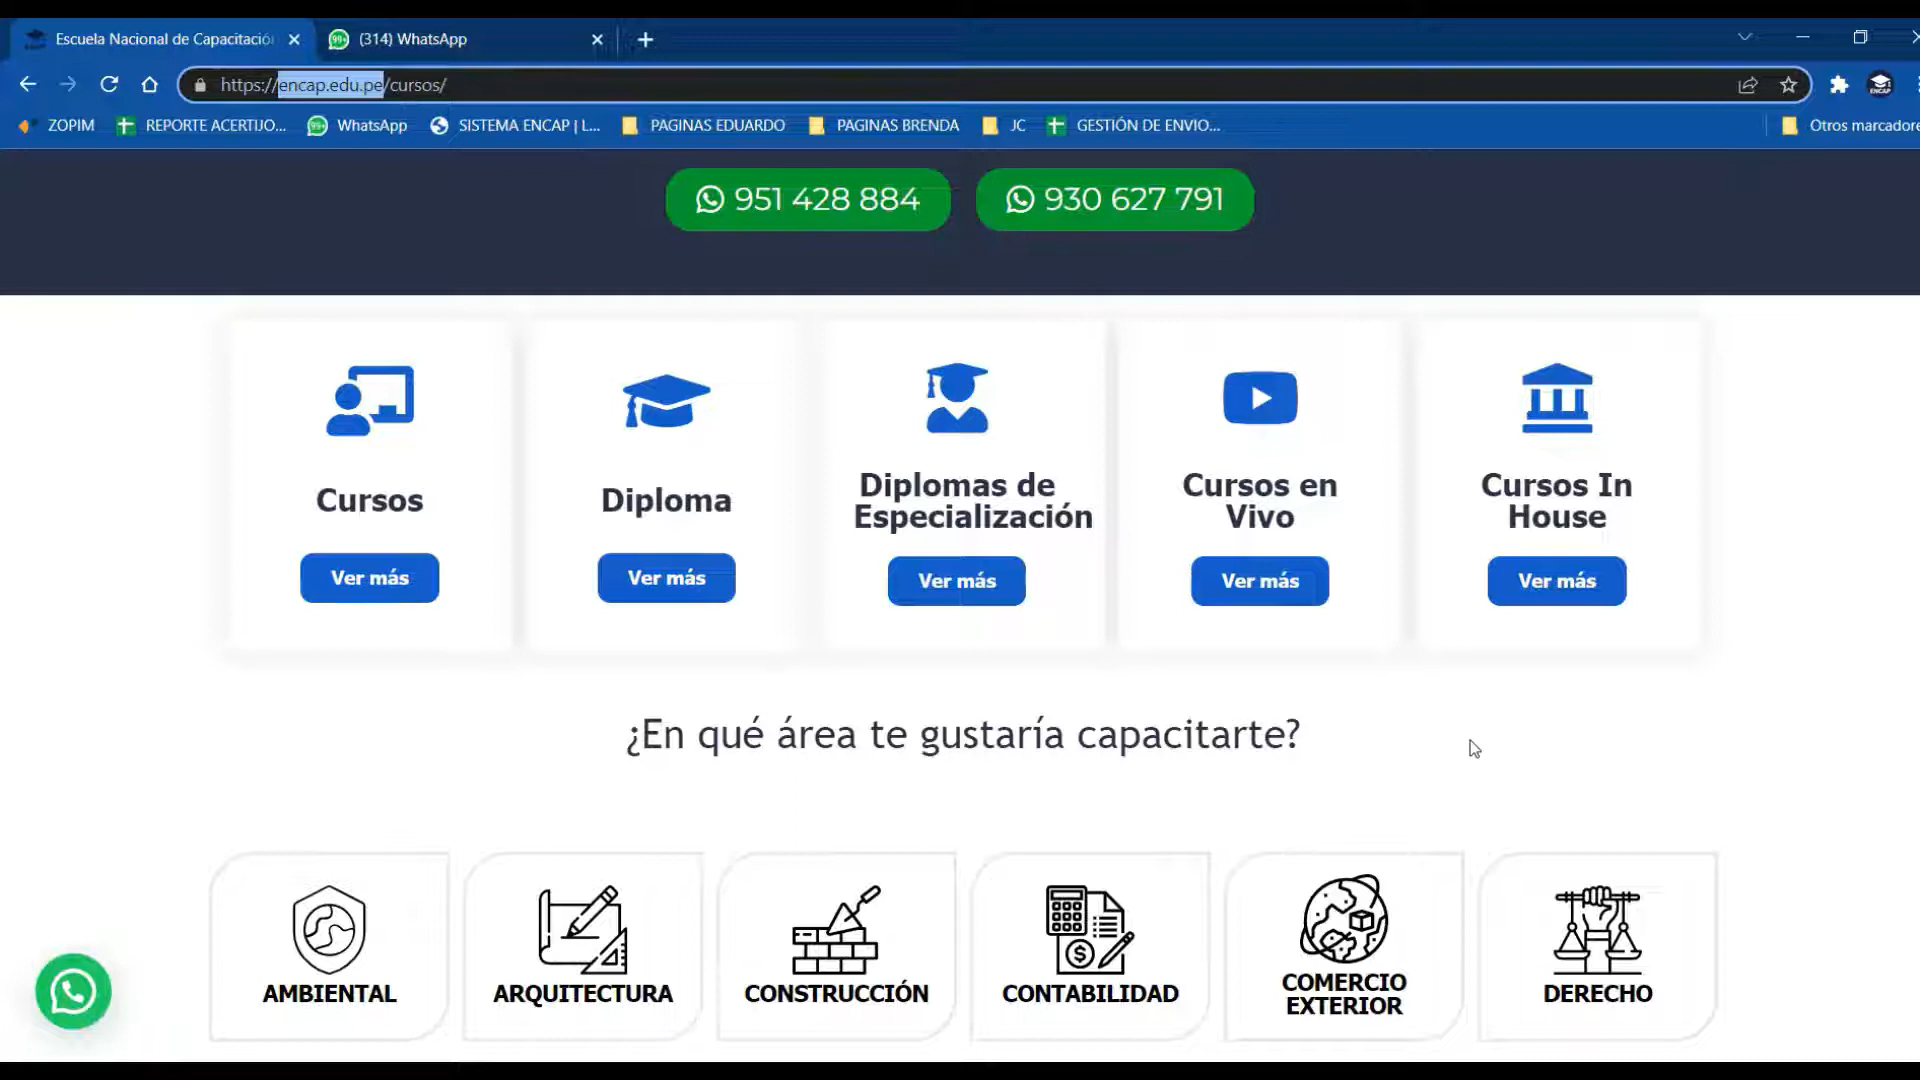 Escuela Nacional de Capacitació
(314) WhatsApp
https://encap.edu.pe/cursos/
ZOPIM
REPORTE ACERTIJO...
WhatsApp
SISTEMA ENCAP | L...
PAGINAS EDUARDO
PAGINAS BRENDA
JC
GESTIÓN DE ENVIO...
Otros marcadore
951 428 884
930 627 791
Cursos
Ver más
Diploma
Ver más
Diplomas de
Especialización
Ver más
Cursos en
Vivo
Ver más
Cursos In
House
Ver más
¿En qué área te gustaría capacitarte?
AMBIENTAL
ARQUITECTURA
CONSTRUCCIÓN
CONTABILIDAD
COMERCIO
EXTERIOR
DERECHO